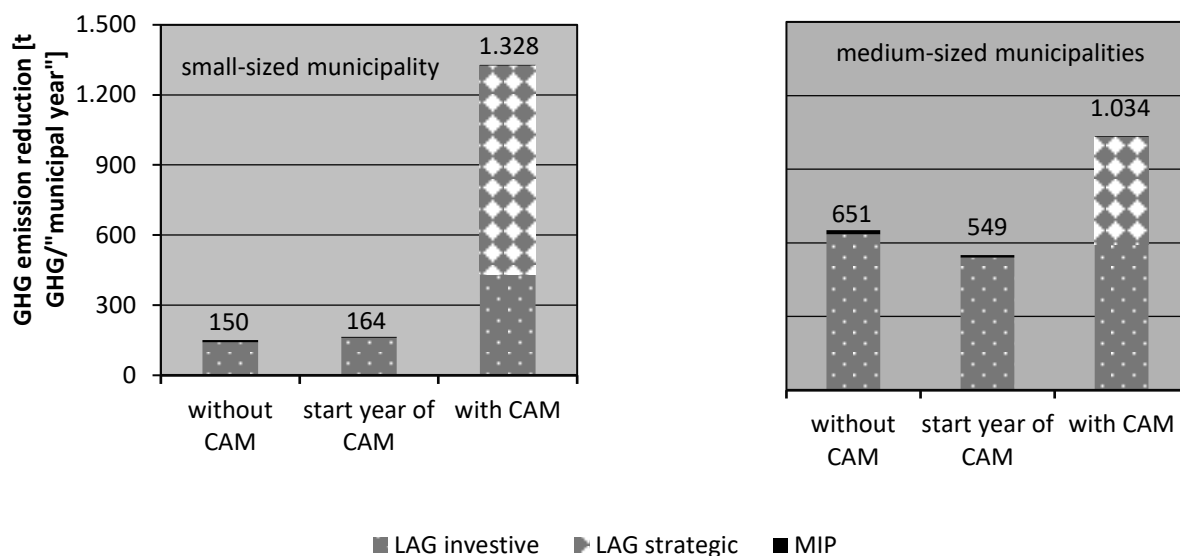 GHG emission reduction [t
GHG/"municipal year"]
1.500
1.200
900
600
300
0
small-sized municipality
150
164
1.328
without
CAM
start year of
CAM
with CAM
medium-sized municipalities
651
549
1.034
without
CAM
start year of
CAM
with CAM
LAG investive
LAG strategic
MIP